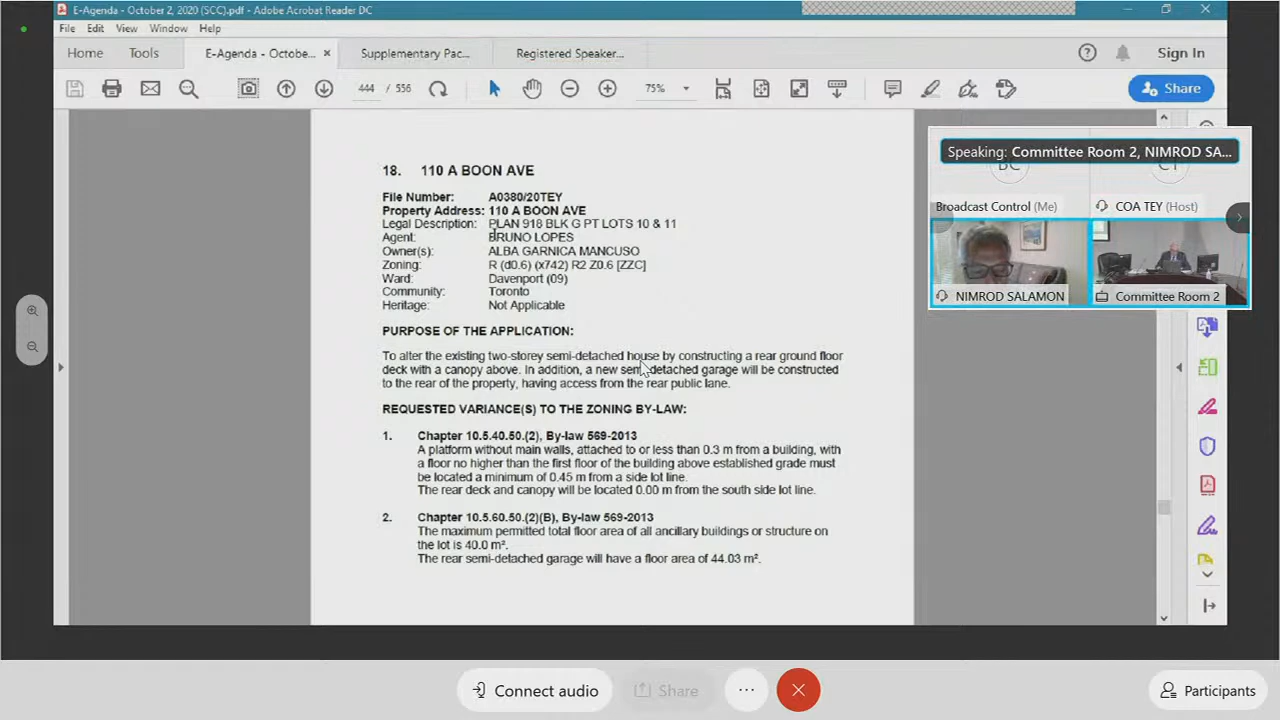 E-Agenda - October 2, 2020 (SCC).pdf - Adobe Acrobat Reader DC
File Edit View Window Help
Home Tools E-Agenda - Octobe... × Supplementary Pac... Registered Speaker... Sign In
444 / 556 75% Share
18. 110 A BOON AVE
File Number: A0380/20TEY
Property Address: 110 A BOON AVE
Legal Description: PLAN 918 BLK G PT LOTS 10 & 11
Agent: BRUNO LOPES
Owner(s): ALBA GARNICA MANCUSO
Zoning: R (d0.6) (x742) R2 Z0.6 [ZZC]
Ward: Davenport (09)
Community: Toronto
Heritage: Not Applicable
PURPOSE OF THE APPLICATION:
To alter the existing two-storey semi-detached house by constructing a rear ground floor
deck with a canopy above. In addition, a new semi-detached garage will be constructed
to the rear of the property, having access from the rear public lane.
REQUESTED VARIANCE(S) TO THE ZONING BY-LAW:
1. Chapter 10.5.40.50.(2), By-law 569-2013
A platform without main walls, attached to or less than 0.3 m from a building, with
a floor no higher than the first floor of the building above established grade must
be located a minimum of 0.45 m from a side lot line.
The rear deck and canopy will be located 0.00 m from the south side lot line.
2. Chapter 10.5.60.50.(2)(B), By-law 569-2013
The maximum permitted total floor area of all ancillary buildings or structure on
the lot is 40.0 m².
The rear semi-detached garage will have a floor area of 44.03 m².
Speaking: Committee Room 2, NIMROD SA...
Broadcast Control (Me) COA TEY (Host)
NIMROD SALAMON Committee Room 2
Connect audio Share ... Participants